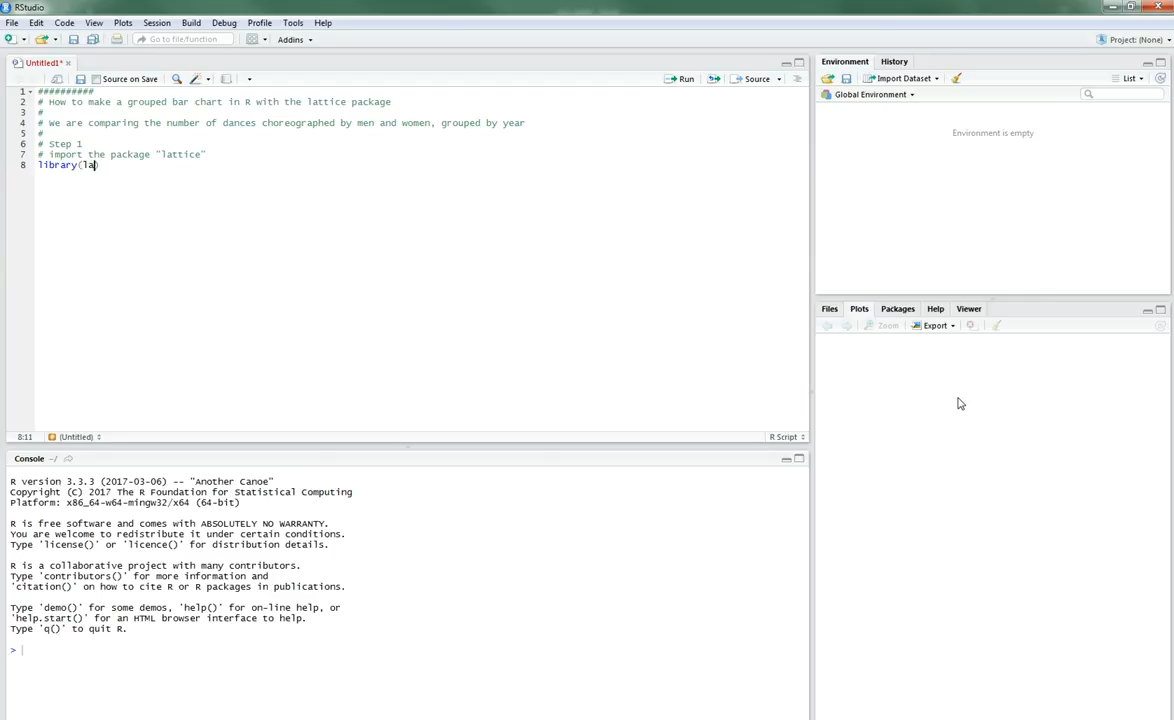 RStudio
File Edit Code View Plots Session Build Debug Profile Tools Help
Go to file/function Addins Project: (None)
Untitled1*
Source on Save Run Source
1 ##########
2 # How to make a grouped bar chart in R with the lattice package
3 #
4 # We are comparing the number of dances choreographed by men and women, grouped by year
5 #
6 # Step 1
7 # import the package "lattice"
8 library(la)
8:11 (Untitled) R Script
Console ~/
R version 3.3.3 (2017-03-06) -- "Another Canoe"
Copyright (C) 2017 The R Foundation for Statistical Computing
Platform: x86_64-w64-mingw32/x64 (64-bit)
R is free software and comes with ABSOLUTELY NO WARRANTY.
You are welcome to redistribute it under certain conditions.
Type 'license()' or 'licence()' for distribution details.
R is a collaborative project with many contributors.
Type 'contributors()' for more information and
'citation()' on how to cite R or R packages in publications.
Type 'demo()' for some demos, 'help()' for on-line help, or
'help.start()' for an HTML browser interface to help.
Type 'q()' to quit R.
>
Environment History
Import Dataset List
Global Environment
Environment is empty
Files Plots Packages Help Viewer
Zoom Export